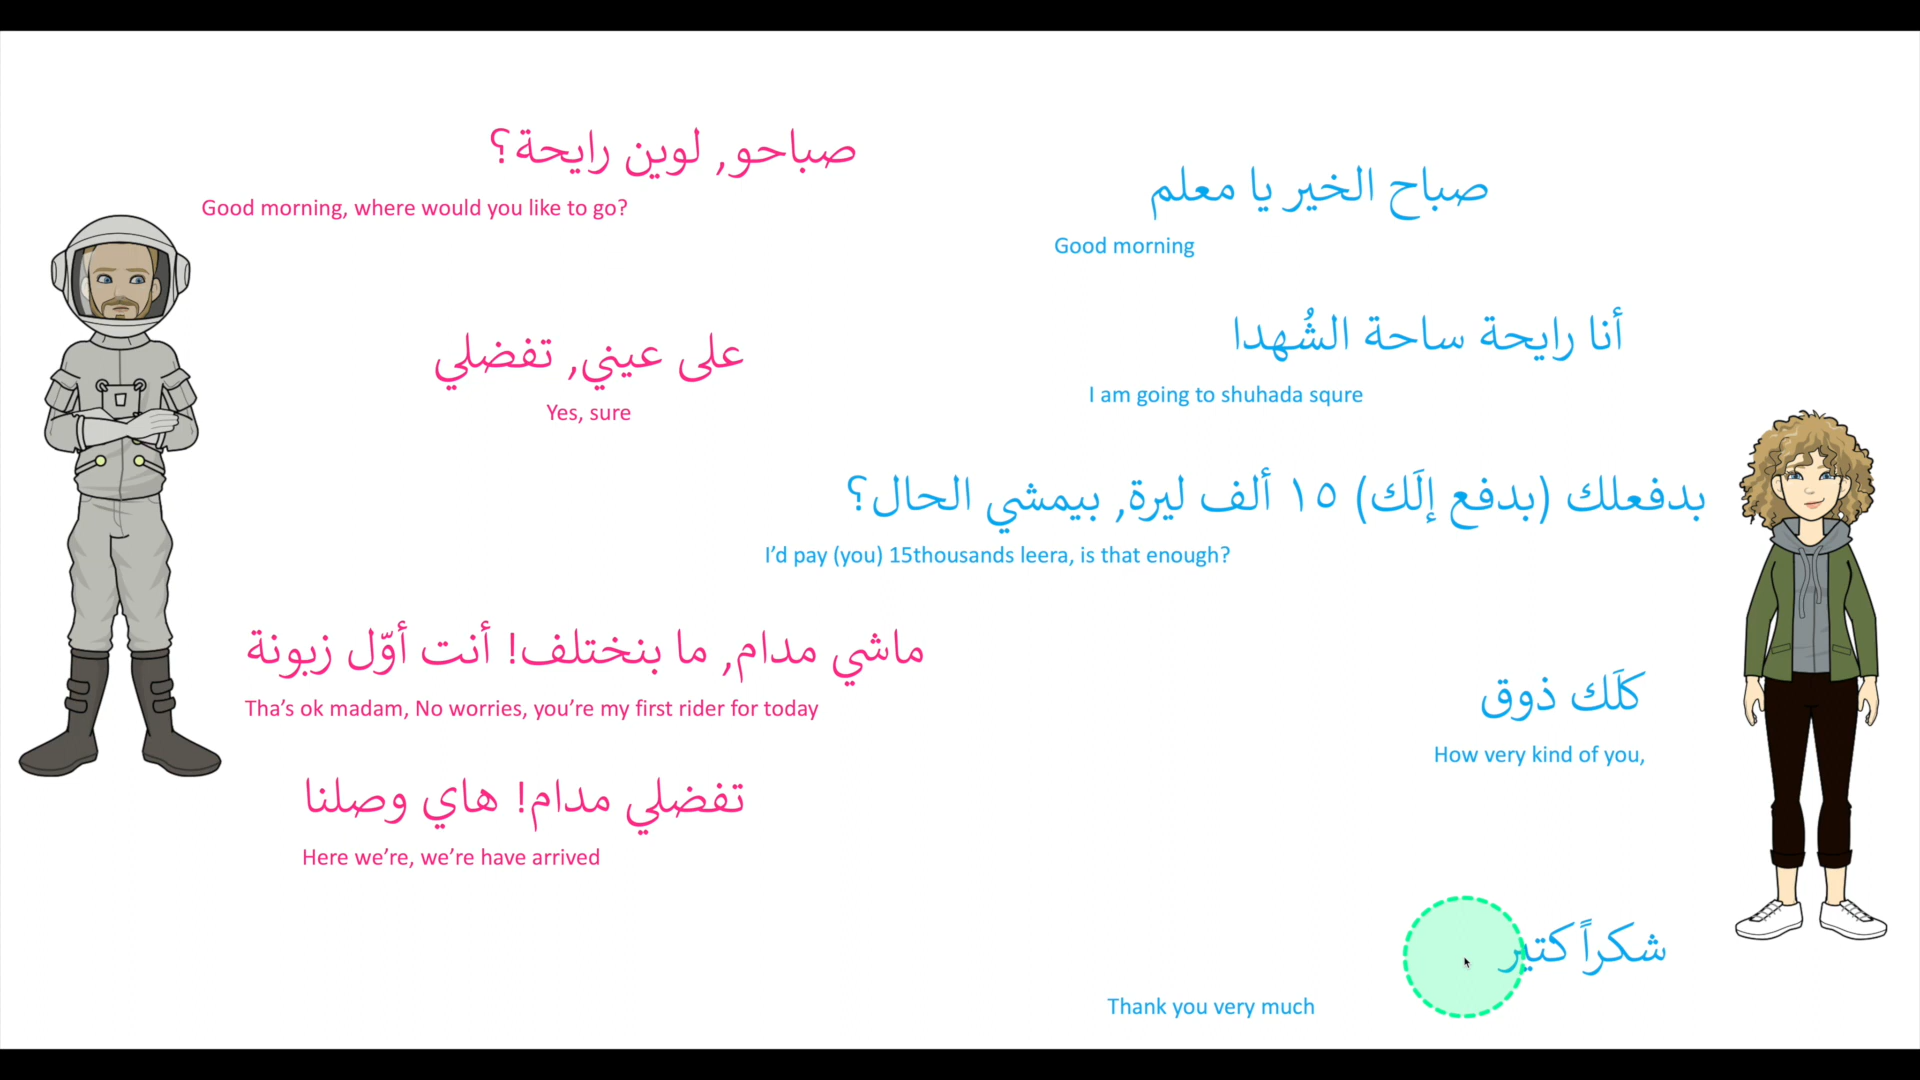 صباحو, لوين رايحة؟
Good morning, where would you like to go?
صباح الخير يا معلم
Good morning
أنا رايحة ساحة الشُهدا
I am going to shuhada squre
على عيني, تفضلي
Yes, sure
بدفعلك (بدفع إلَك) ١٥ ألف ليرة, بيمشي الحال؟
I’d pay (you) 15thousands leera, is that enough?
ماشي مدام, ما بنختلف! أنت أوّل زبونة
Tha’s ok madam, No worries, you’re my first rider for today
كلَك ذوق
How very kind of you,
تفضلي مدام! هاي وصلنا
Here we’re, we’re have arrived
شكراً كتير
Thank you very much